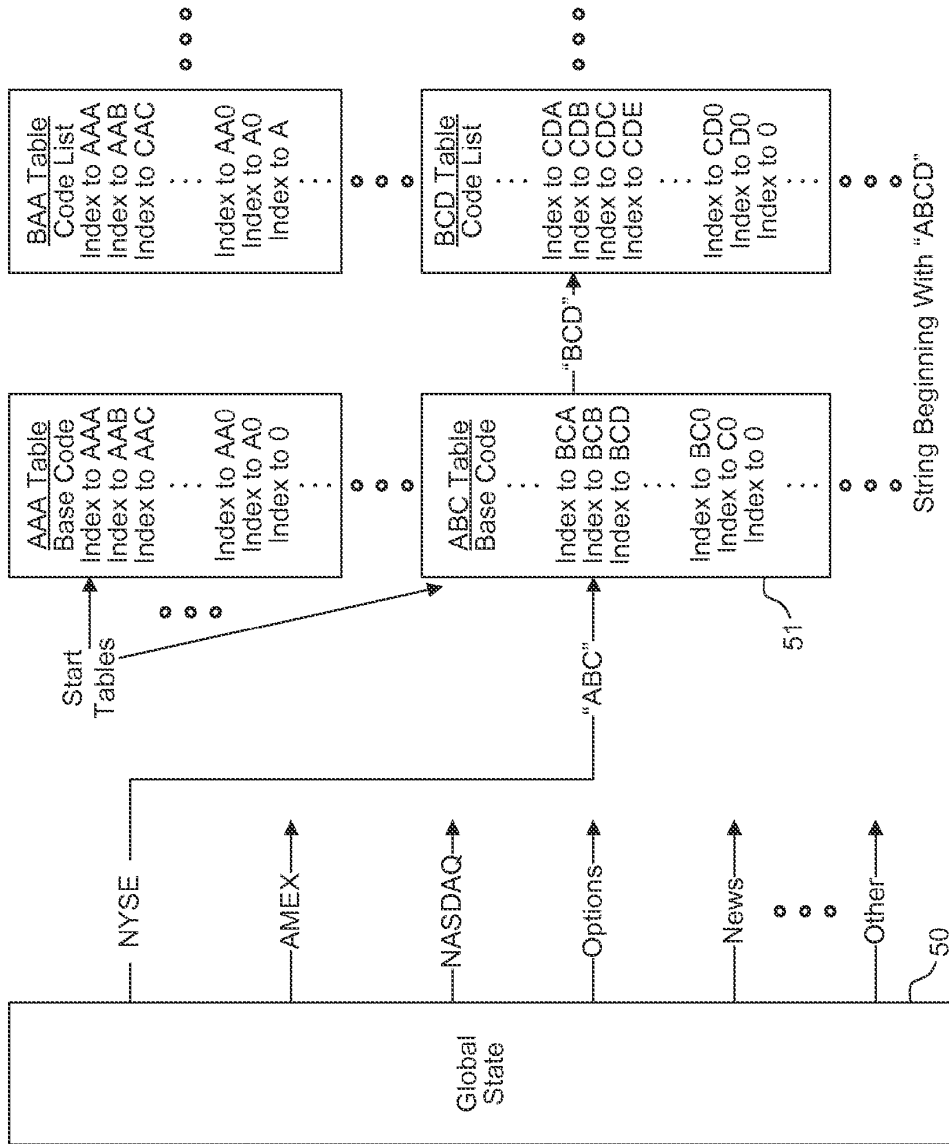 Global
State
50
NYSE
AMEX
NASDAQ
Options
News
Other
Start
Tables
"ABC"
AAA Table
Base Code
Index to AAA
Index to AAB
Index to AAC
Index to AA0
Index to A0
Index to 0
ABC Table
Base Code
Index to BCA
Index to BCB
Index to BCD
Index to BC0
Index to C0
Index to 0
51
"BCD"
BAA Table
Code List
Index to AAA
Index to AAB
Index to CAC
Index to AA0
Index to A0
Index to A
BCD Table
Code List
Index to CDA
Index to CDB
Index to CDC
Index to CDE
Index to CD0
Index to D0
Index to 0
String Beginning With "ABCD"